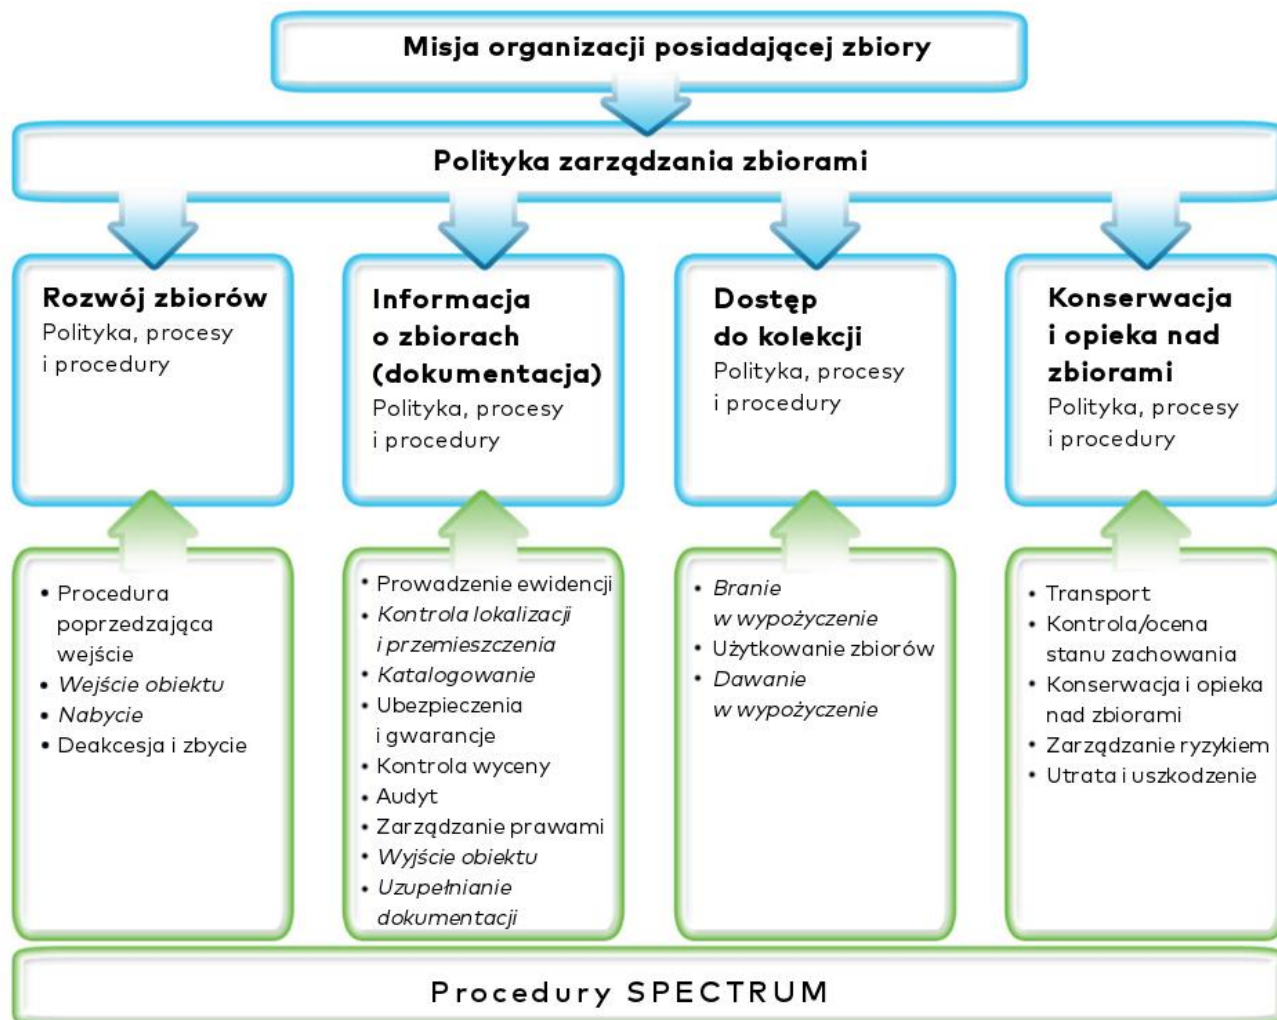 Misja organizacji posiadającej zbiory
Polityka zarządzania zbiorami
Rozwój zbiorów
Polityka, procesy
i procedury
Informacja
o zbiorach
(dokumentacja)
Polityka, procesy
i procedury
Dostęp
do kolekcji
Polityka, procesy
i procedury
Konserwacja
i opieka nad
zbiorami
Polityka, procesy
i procedury
• Procedura
poprzedzająca
wejście
• Wejście obiektu
• Nabycie
• Deakcesja i zbycie
• Prowadzenie ewidencji
• Kontrola lokalizacji
i przemieszczenia
• Katalogowanie
• Ubezpieczenia
i gwarancje
• Kontrola wyceny
• Audyt
• Zarządzanie prawami
• Wyjście obiektu
• Uzupełnianie
dokumentacji
• Branie
w wypożyczenie
• Użytkowanie zbiorów
• Dawanie
w wypożyczenie
• Transport
• Kontrola/ocena
stanu zachowania
• Konserwacja i opieka
nad zbiorami
• Zarządzanie ryzykiem
• Utrata i uszkodzenie
Procedury SPECTRUM